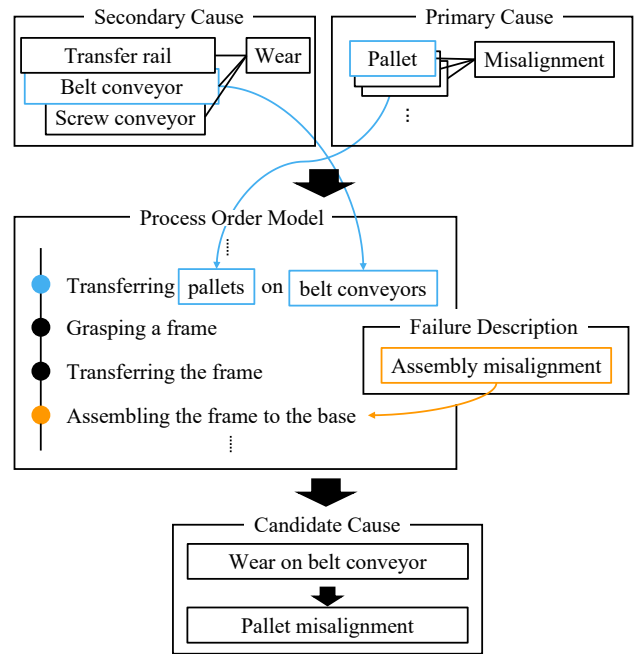 Secondary Cause
Transfer rail
Wear
Belt conveyor
Screw conveyor
Primary Cause
Pallet
Misalignment
⋮
Process Order Model
⋮
Transferring pallets on belt conveyors
Grasping a frame
Transferring the frame
Assembling the frame to the base
⋮
Failure Description
Assembly misalignment
Candidate Cause
Wear on belt conveyor
Pallet misalignment